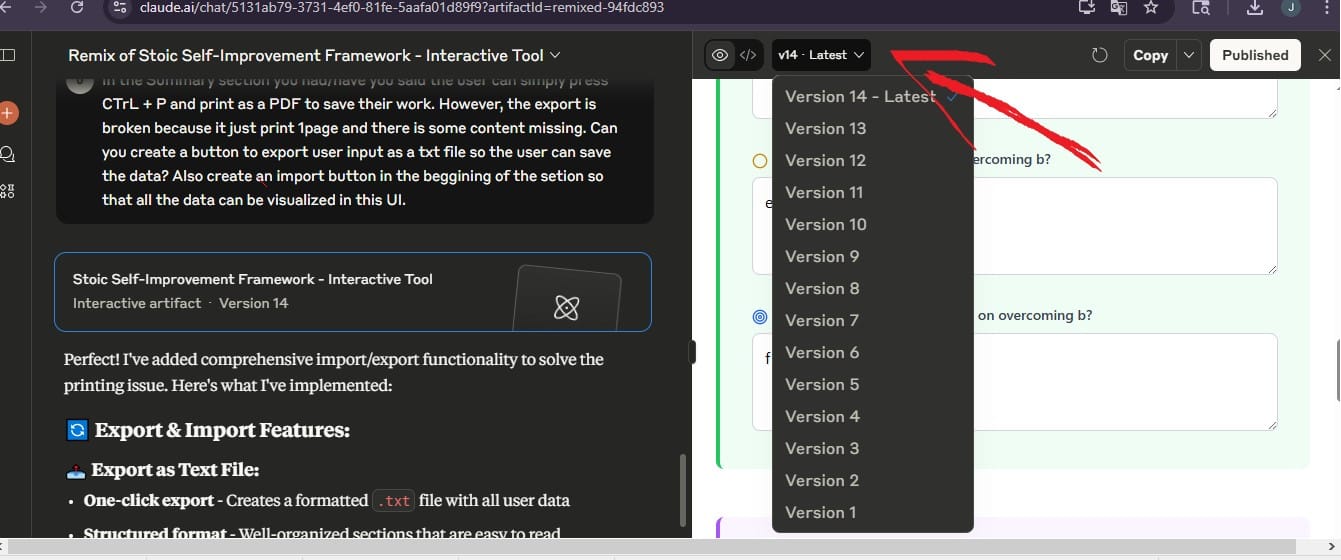 claude.ai/chat/5131ab79-3731-4ef0-81fe-5aafa01d89f9?artifactId=remixed-94fdc893
J
Remix of Stoic Self-Improvement Framework - Interactive Tool
In the Summary section you had/have you said the user can simply press
CTrL + P and print as a PDF to save their work. However, the export is
broken because it just print 1page and there is some content missing. Can
you create a button to export user input as a txt file so the user can save
the data? Also create an import button in the beggining of the setion so
that all the data can be visualized in this UI.
Stoic Self-Improvement Framework - Interactive Tool
Interactive artifact · Version 14
Perfect! I've added comprehensive import/export functionality to solve the
printing issue. Here's what I've implemented:
Export & Import Features:
Export as Text File:
• One-click export - Creates a formatted .txt file with all user data
• Structured format - Well-organized sections that are easy to read
</> v14 · Latest
Copy
Published
Version 14 - Latest
Version 13
Version 12
Version 11
Version 10
Version 9
Version 8
Version 7
Version 6
Version 5
Version 4
Version 3
Version 2
Version 1
ercoming b?
e
on overcoming b?
f